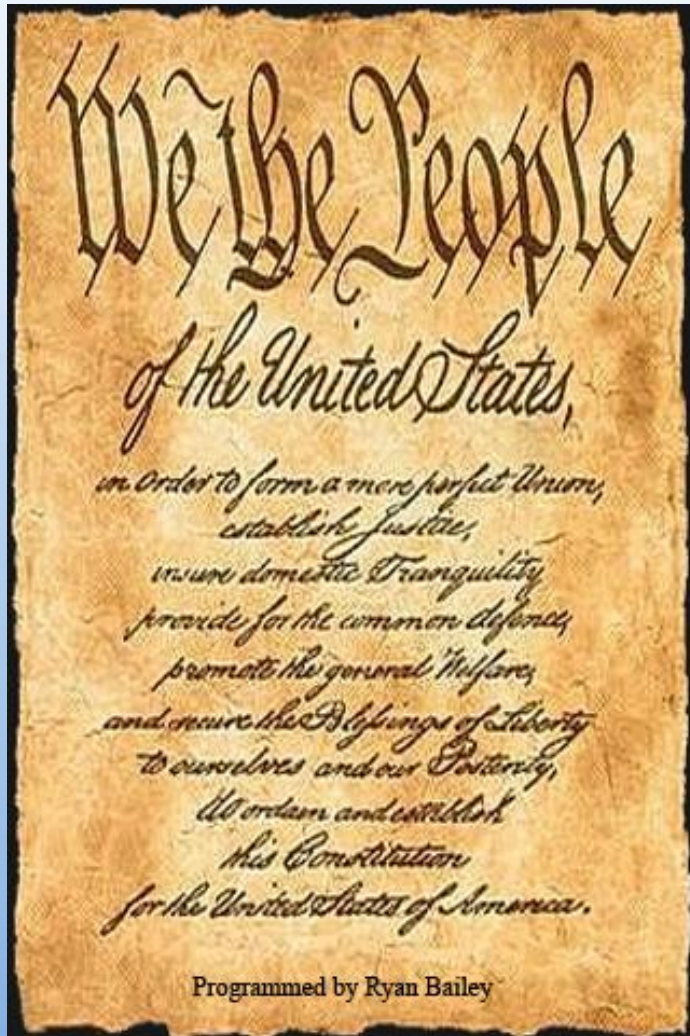 We the People
of the United States,
in Order to form a more perfect Union,
establish Justice,
insure domestic Tranquility
provide for the common defence,
promote the general Welfare,
and secure the Blessings of Liberty
to ourselves and our Posterity,
do ordain and establish
this Constitution
for the United States of America.
Programmed by Ryan Bailey